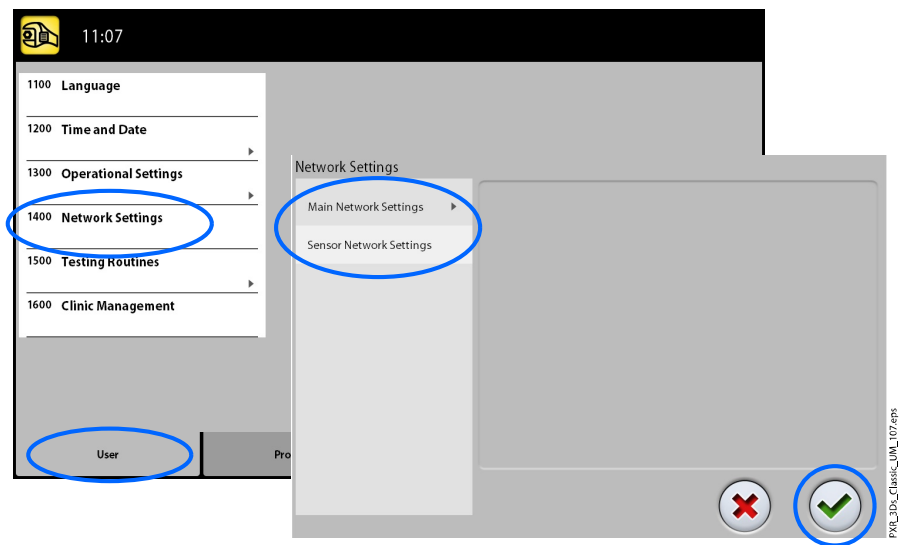 11:07
1100 Language
1200 Time and Date
1300 Operational Settings
1400 Network Settings
1500 Testing Routines
1600 Clinic Management
User
Pro
Network Settings
Main Network Settings
Sensor Network Settings
PXR_3Ds_Classic_UM_107.eps